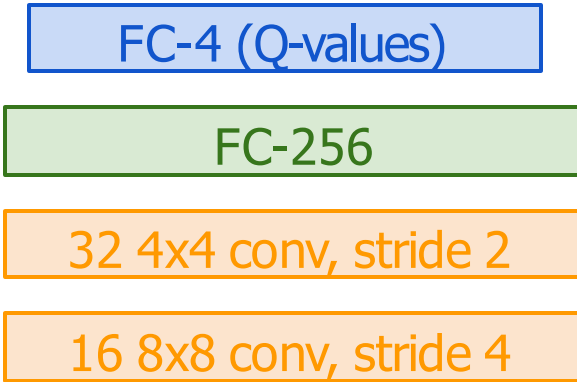 FC-4 (Q-values)
FC-256
32 4x4 conv, stride 2
16 8x8 conv, stride 4